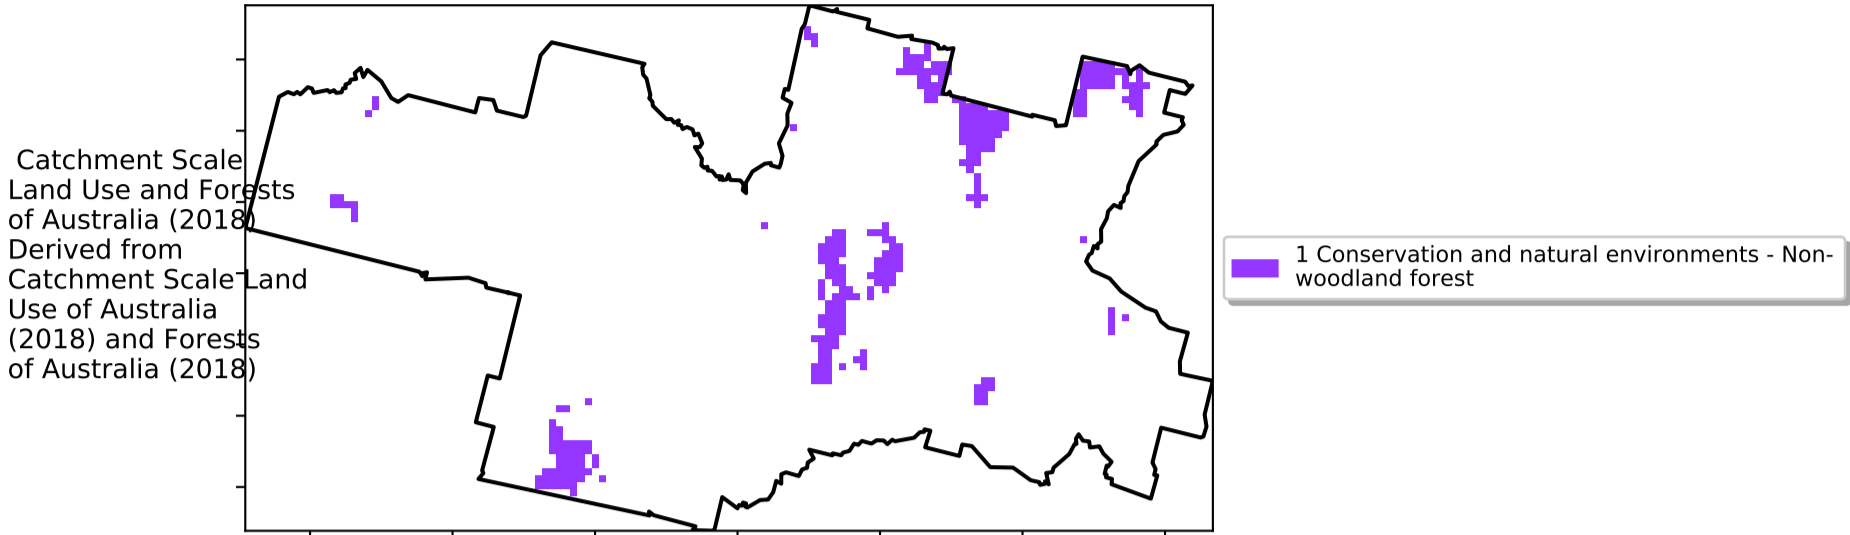 Catchment Scale
Land Use and Forests
of Australia (2018)
Derived from
Catchment Scale Land
Use of Australia
(2018) and Forests
of Australia (2018)
1 Conservation and natural environments - Non-
woodland forest